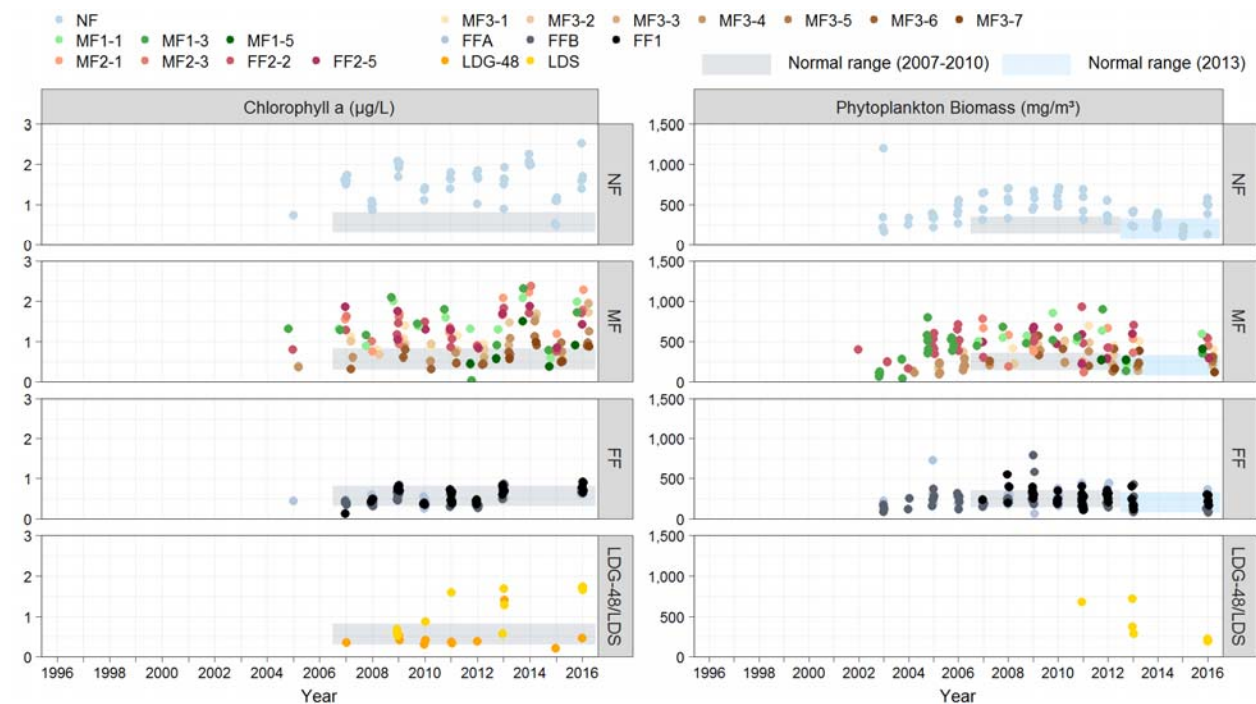 NF MF3-1 MF3-2 MF3-3 MF3-4 MF3-5 MF3-6 MF3-7
MF1-1 MF1-3 MF1-5 FFA FFB FF1
MF2-1 MF2-3 FF2-2 FF2-5 LDG-48 LDS
Normal range (2007-2010) Normal range (2013)
Chlorophyll a (µg/L) Phytoplankton Biomass (mg/m³)
3 1,500
2 1,000
NF NF
1 500
0 0
3 1,500
2 1,000
MF MF
1 500
0 0
3 1,500
2 1,000
FF FF
1 500
0 0
3 1,500
2 1,000
LDG-48/LDS LDG-48/LDS
1 500
0 0
1996 1998 2000 2002 2004 2006 2008 2010 2012 2014 2016 1996 1998 2000 2002 2004 2006 2008 2010 2012 2014 2016
Year Year